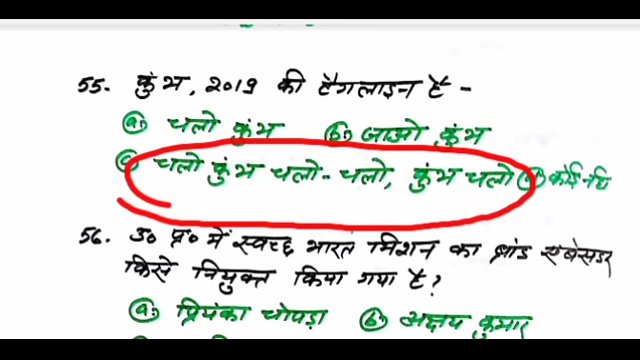 55. कुंभ, 2019 की टैगलाइन है -
(a) चलो कुंभ (b) जाओ कुंभ
(c) चलो कुंभ चलो - चलो, कुंभ चलो (d) कोई नहीं
56. उ० प्र० में स्वच्छ भारत मिशन का ब्रांड एंबेसडर
किसे नियुक्त किया गया है?
(a) प्रियंका चोपड़ा (b) अक्षय कुमार